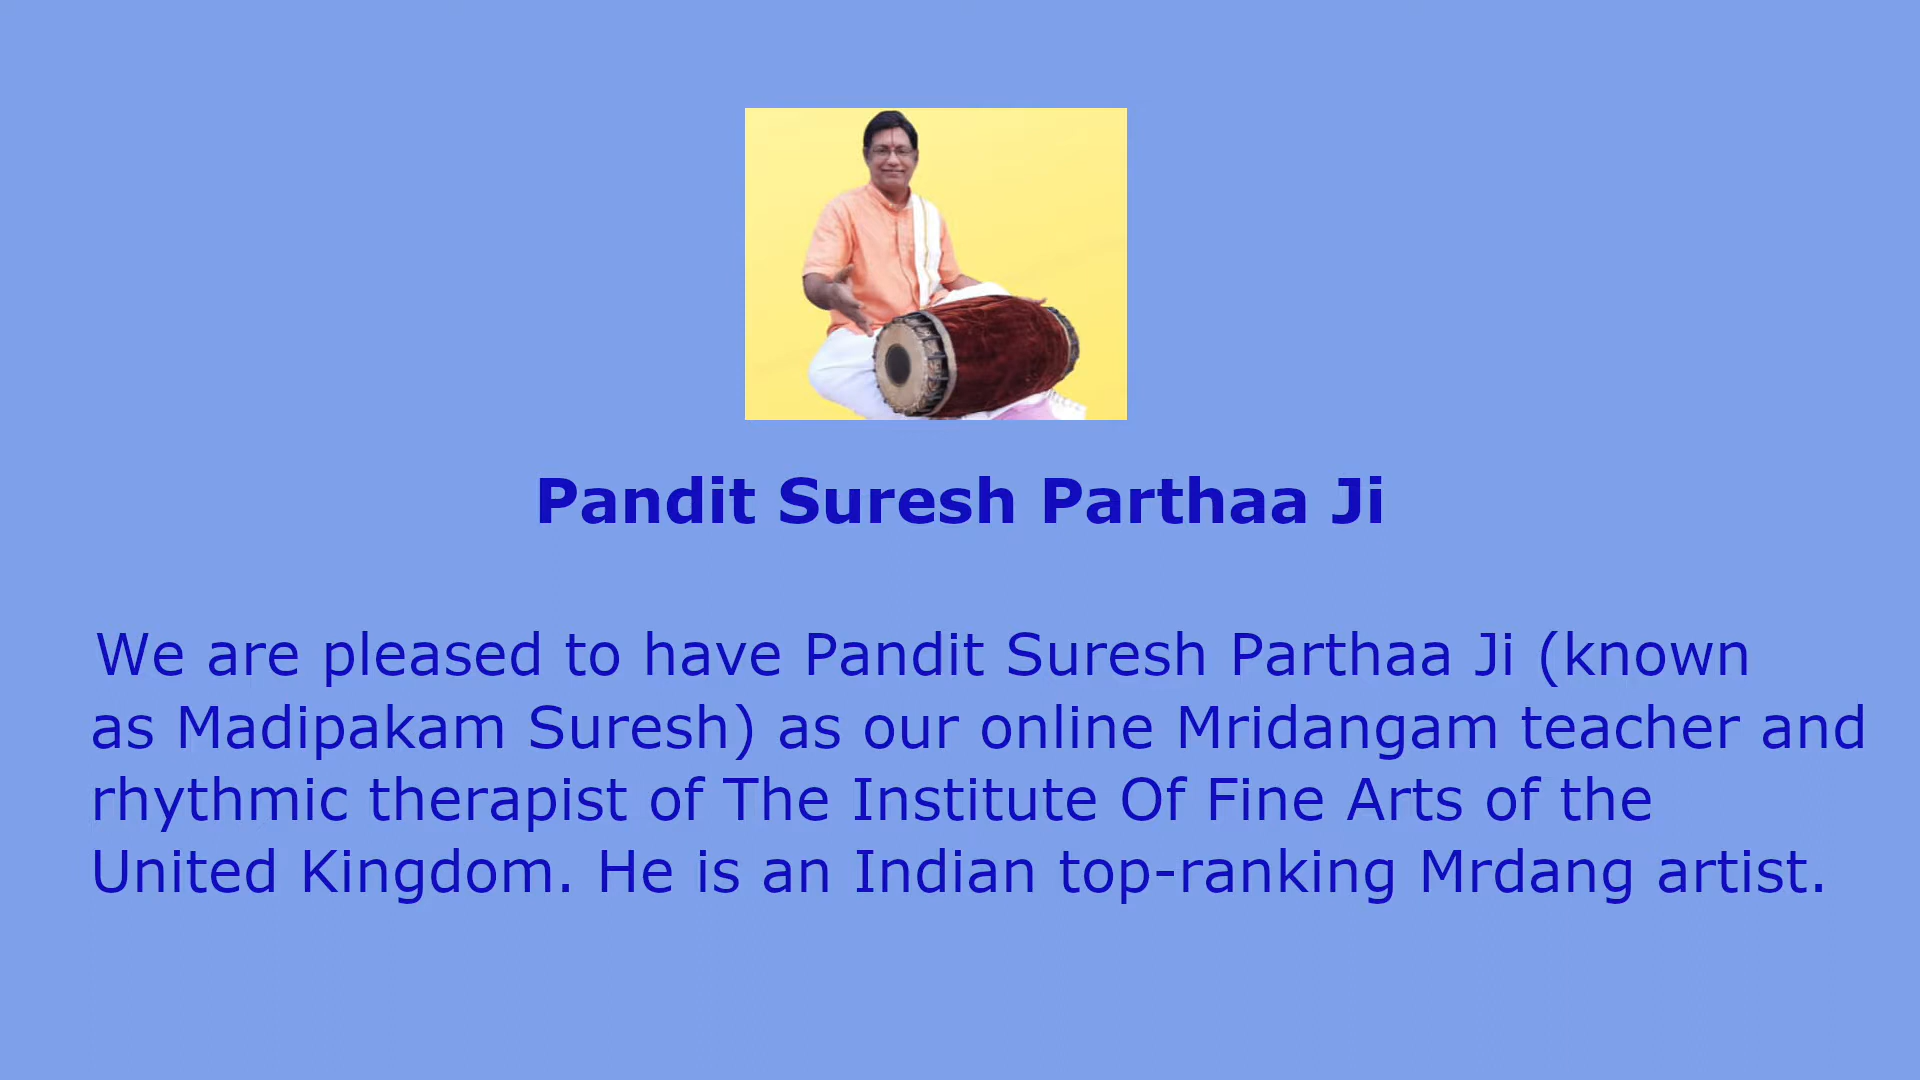 Pandit Suresh Parthaa Ji
We are pleased to have Pandit Suresh Parthaa Ji (known
as Madipakam Suresh) as our online Mridangam teacher and
rhythmic therapist of The Institute Of Fine Arts of the
United Kingdom. He is an Indian top-ranking Mrdang artist.